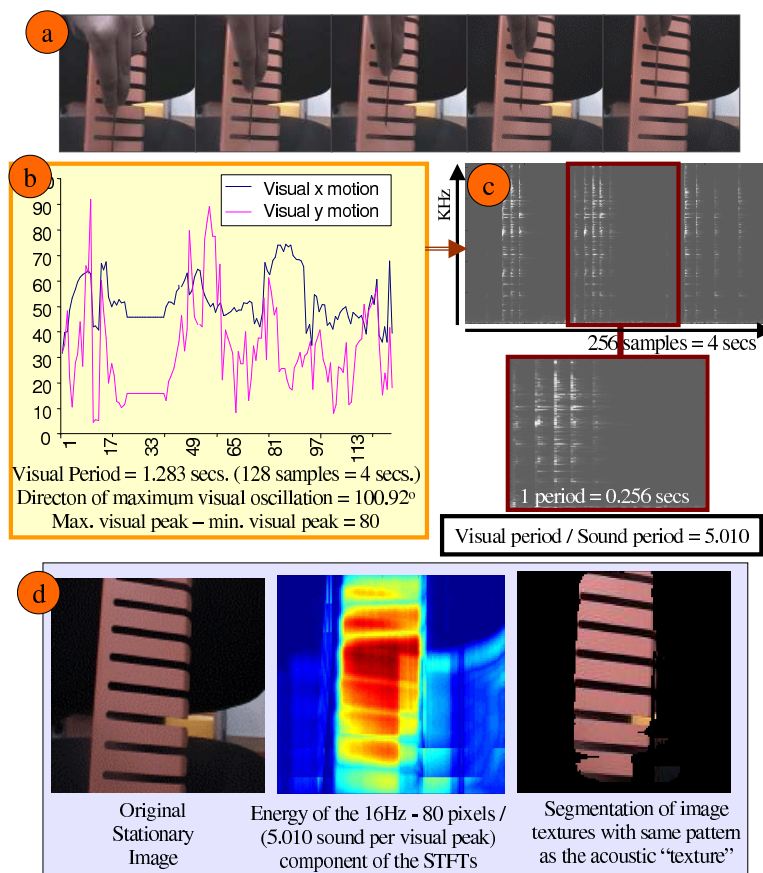 a
b
Visual x motion
Visual y motion
90
80
70
60
50
40
30
20
10
0
1
17
33
49
65
81
97
113
Visual Period = 1.283 secs. (128 samples = 4 secs.)
Directon of maximum visual oscillation = 100.92º
Max. visual peak – min. visual peak = 80
c
KHz
256 samples = 4 secs
1 period = 0.256 secs
Visual period / Sound period = 5.010
d
Original
Stationary
Image
Energy of the 16Hz - 80 pixels /
(5.010 sound per visual peak)
component of the STFTs
Segmentation of image
textures with same pattern
as the acoustic “texture”